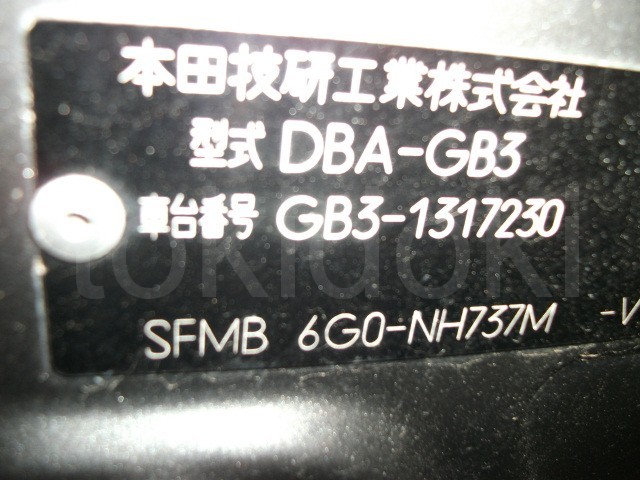 本田技研工業株式会社
型式 DBA-GB3
車台番号 GB3-1317230
tokidoki
SFMB 6G0-NH737M -V